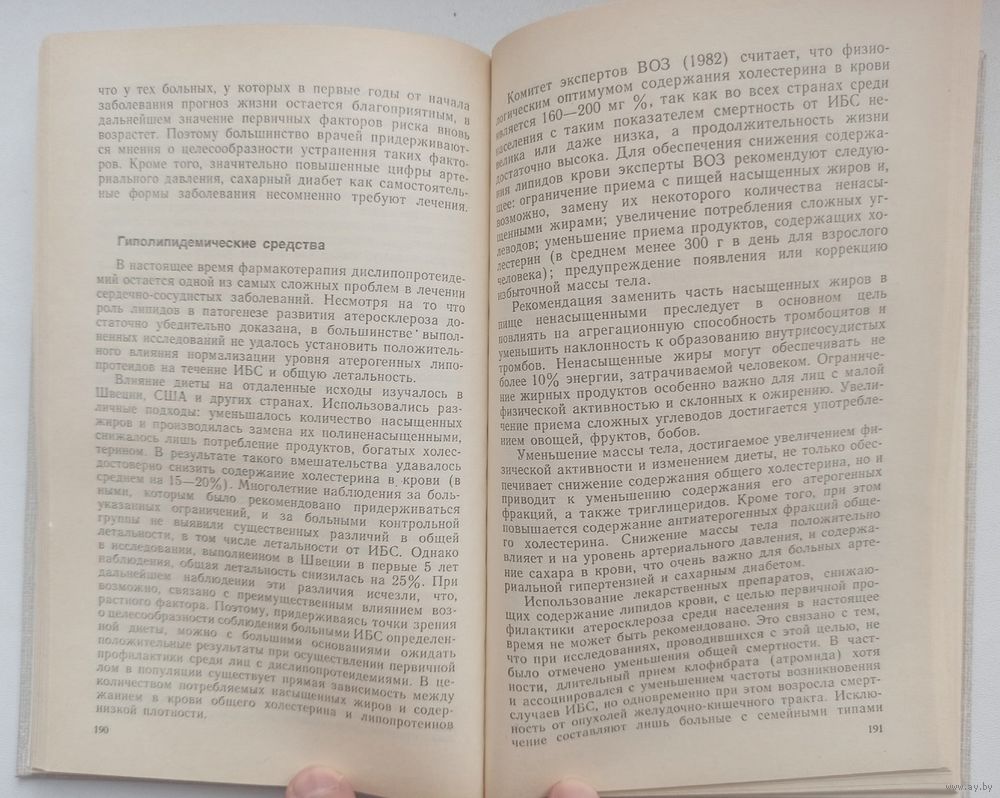 что у тех больных, у которых в первые годы от начала
заболевания прогноз жизни остается благоприятным, в
дальнейшем значение первичных факторов риска вновь
возрастет. Поэтому большинство врачей придерживают-
ся мнения о целесообразности устранения таких факто-
ров. Кроме того, значительно повышенные цифры арте-
риального давления, сахарный диабет как самостоятель-
ные формы заболевания несомненно требуют лечения.
Гиполипидемические средства
В настоящее время фармакотерапия дислипопротеиде-
мий остается одной из самых сложных проблем в лечении
сердечно-сосудистых заболеваний. Несмотря на то что
роль липидов в патогенезе развития атеросклероза до-
статочно убедительно доказана, в большинстве выпол-
ненных исследований не удалось установить положитель-
ного влияния нормализации уровня атерогенных липо-
протеидов на течение ИБС и общую летальность.
Влияние диеты на отдаленные исходы изучалось в
Швеции, США и других странах. Использовались раз-
личные подходы: уменьшалось количество насыщенных
жиров и производилась замена их полиненасыщенными,
снижалось лишь потребление продуктов, богатых холес-
терином. В результате такого вмешательства удавалось
достоверно снизить содержание холестерина в крови (в
среднем на 15—20%). Многолетние наблюдения за боль-
ными, которым было рекомендовано придерживаться
указанных ограничений, и за больными контрольной
группы не выявили существенных различий в общей
летальности, в том числе летальности от ИБС. Однако
в исследовании, выполненном в Швеции в первые 5 лет
наблюдения, общая летальность снизилась на 25%. При
дальнейшем наблюдении эти различия исчезли, что,
возможно, связано с преимущественным влиянием воз-
растного фактора. Поэтому, придерживаясь точки зрения
о целесообразности соблюдения больными ИБС определен-
ной диеты, можно с большими основаниями ожидать
положительные результаты при осуществлении первичной
профилактики среди лиц с дислипопротеидемиями. В це-
лом в популяции существует прямая зависимость между
количеством потребляемых насыщенных жиров и содер-
жанием в крови общего холестерина и липопротеинов
низкой плотности.
190
Комитет экспертов ВОЗ (1982) считает, что физио-
логическим оптимумом содержания холестерина в крови
является 160—200 мг %, так как во всех странах среди
населения с таким показателем смертность от ИБС не-
велика или даже низка, а продолжительность жизни
достаточно высока. Для обеспечения снижения содержа-
ния липидов крови эксперты ВОЗ рекомендуют следую-
щее: ограничение приема с пищей насыщенных жиров и,
возможно, замену их некоторого количества ненасы-
щенными жирами; увеличение потребления сложных уг-
леводов; уменьшение приема продуктов, содержащих хо-
лестерин (в среднем менее 300 г в день для взрослого
человека); предупреждение появления или коррекцию
избыточной массы тела.
Рекомендация заменить часть насыщенных жиров в
пище ненасыщенными преследует в основном цель
повлиять на агрегационную способность тромбоцитов и
уменьшить наклонность к образованию внутрисосудистых
тромбов. Ненасыщенные жиры могут обеспечивать не
более 10% энергии, затрачиваемой человеком. Ограниче-
ние жирных продуктов особенно важно для лиц с малой
физической активностью и склонных к ожирению. Увели-
чение приема сложных углеводов достигается употребле-
нием овощей, фруктов, бобов.
Уменьшение массы тела, достигаемое увеличением фи-
зической активности и изменением диеты, не только обес-
печивает снижение содержания общего холестерина, но и
приводит к уменьшению содержания его атерогенных
фракций, а также триглицеридов. Кроме того, при этом
повышается содержание антиатерогенных фракций обще-
го холестерина. Снижение массы тела положительно
влияет и на уровень артериального давления, и содержа-
ние сахара в крови, что очень важно для больных арте-
риальной гипертензией и сахарным диабетом.
Использование лекарственных препаратов, снижаю-
щих содержание липидов крови, с целью первичной про-
филактики атеросклероза среди населения в настоящее
время не может быть рекомендовано. Это связано с тем,
что при исследованиях, проводившихся с этой целью, не
было отмечено уменьшения общей смертности. В част-
ности, длительный прием клофибрата (атромида) хотя
и ассоциировался с уменьшением частоты возникновения
случаев ИБС, но одновременно при этом возросла смерт-
ность от опухолей желудочно-кишечного тракта. Исклю-
чение составляют лишь больные с семейными типами
191
www.ay.by